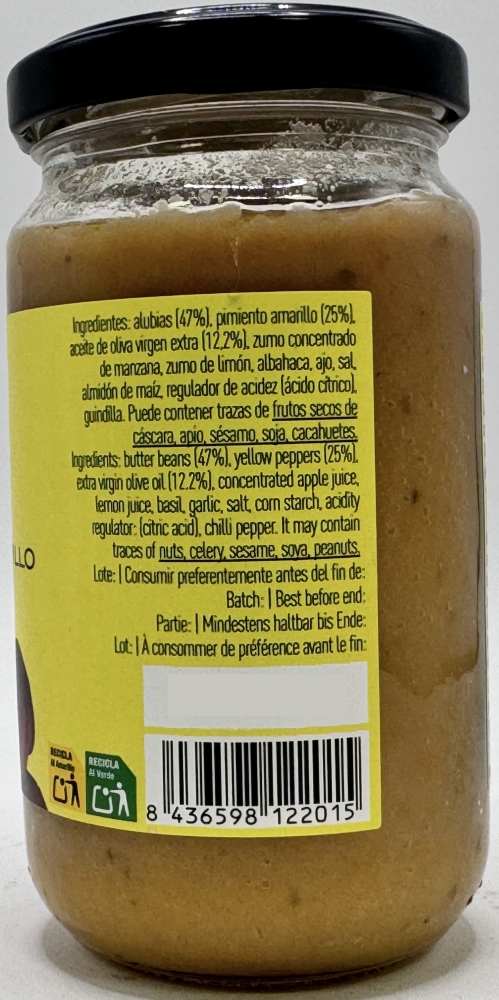 Ingredientes: alubias (47%), pimiento amarillo (25%),
aceite de oliva virgen extra (12,2%), zumo concentrado
de manzana, zumo de limón, albahaca, ajo, sal,
almidón de maíz, regulador de acidez (ácido cítrico),
guindilla. Puede contener trazas de frutos secos de
cáscara, apio, sésamo, soja, cacahuetes.
Ingredients: butter beans (47%), yellow peppers (25%),
extra virgin olive oil (12.2%), concentrated apple juice,
lemon juice, basil, garlic, salt, corn starch, acidity
regulator: (citric acid), chilli pepper. It may contain
traces of nuts, celery, sesame, soya, peanuts.
LLO
Lote: | Consumir preferentemente antes del fin de:
Batch: | Best before end:
Partie: | Mindestens haltbar bis Ende:
Lot: | À consommer de préférence avant le fin:
RECICLA
Al Amarillo
RECICLA
Al Verde
8 436598 122015